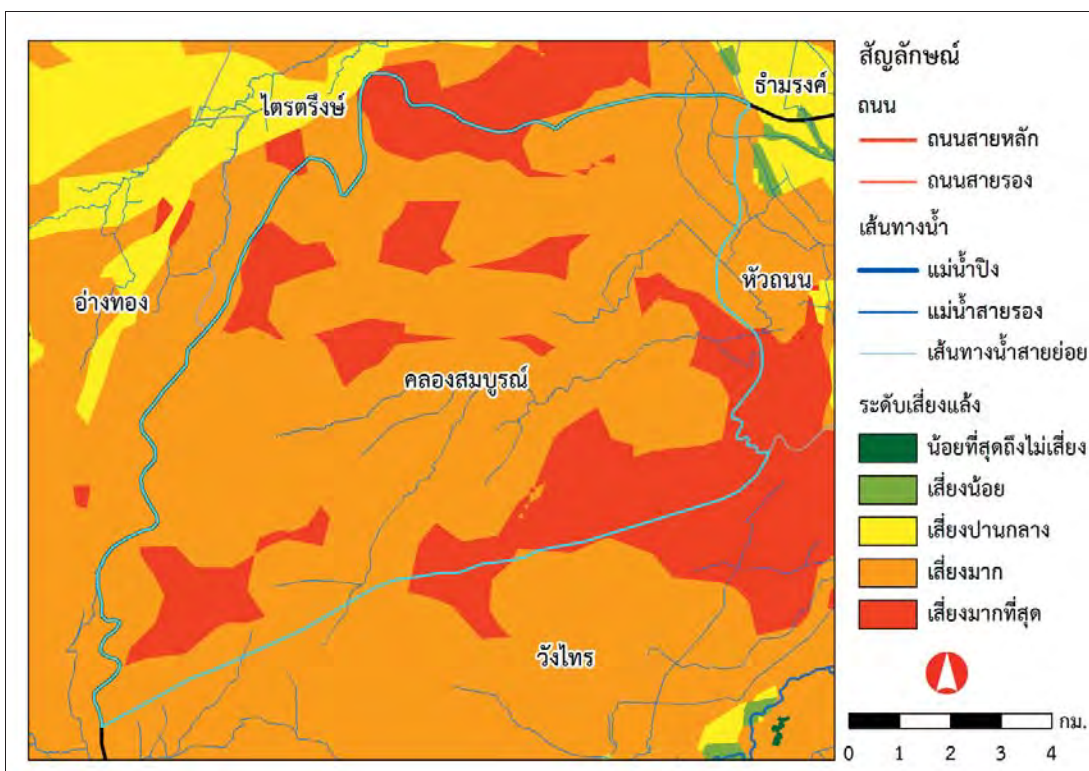 ธำมรงค์
ไตรตรึงษ์
หัวถนน
อ่างทอง
คลองสมบูรณ์
วังไทร
สัญลักษณ์
ถนน
ถนนสายหลัก
ถนนสายรอง
เส้นทางน้ำ
แม่น้ำปิง
แม่น้ำสายรอง
เส้นทางน้ำสายย่อย
ระดับเสี่ยงแล้ง
น้อยที่สุดถึงไม่เสี่ยง
เสี่ยงน้อย
เสี่ยงปานกลาง
เสี่ยงมาก
เสี่ยงมากที่สุด
กม.
0 1 2 3 4